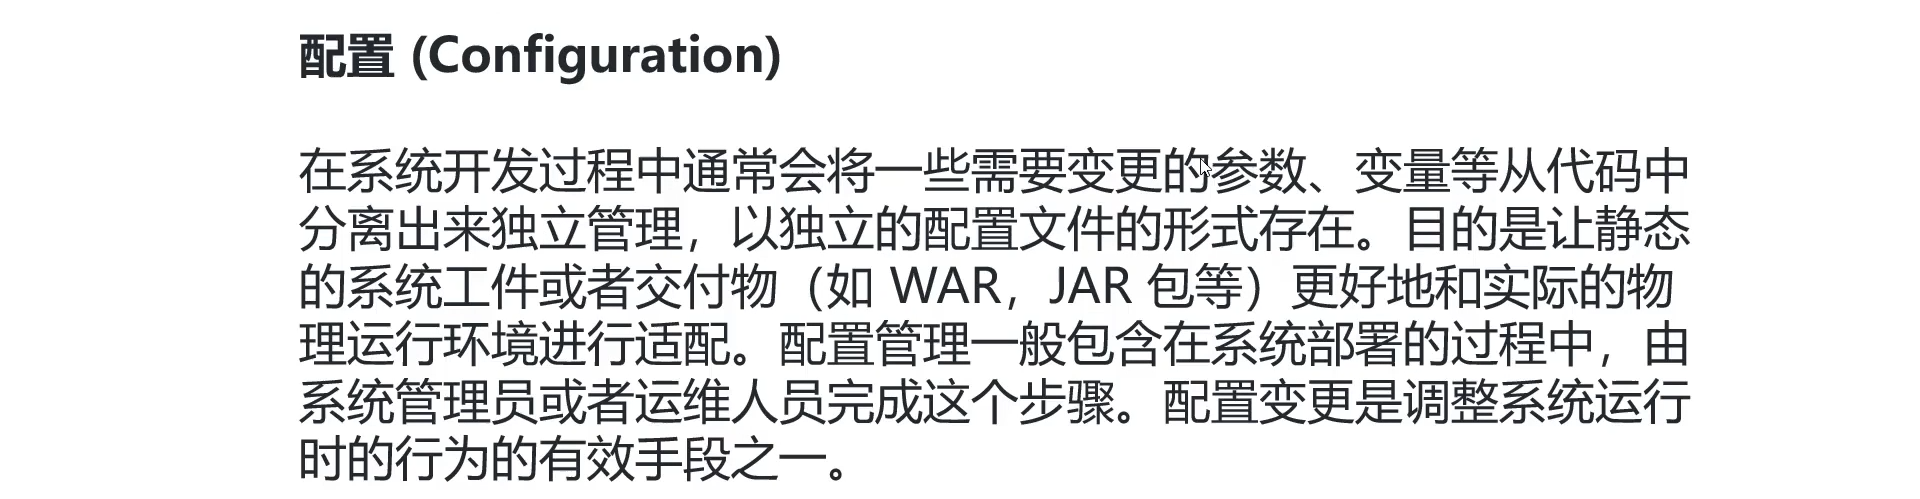 配置 (Configuration)
在系统开发过程中通常会将一些需要变更的参数、变量等从代码中
分离出来独立管理，以独立的配置文件的形式存在。目的是让静态
的系统工件或者交付物（如 WAR，JAR 包等）更好地和实际的物
理运行环境进行适配。配置管理一般包含在系统部署的过程中，由
系统管理员或者运维人员完成这个步骤。配置变更是调整系统运行
时的行为的有效手段之一。